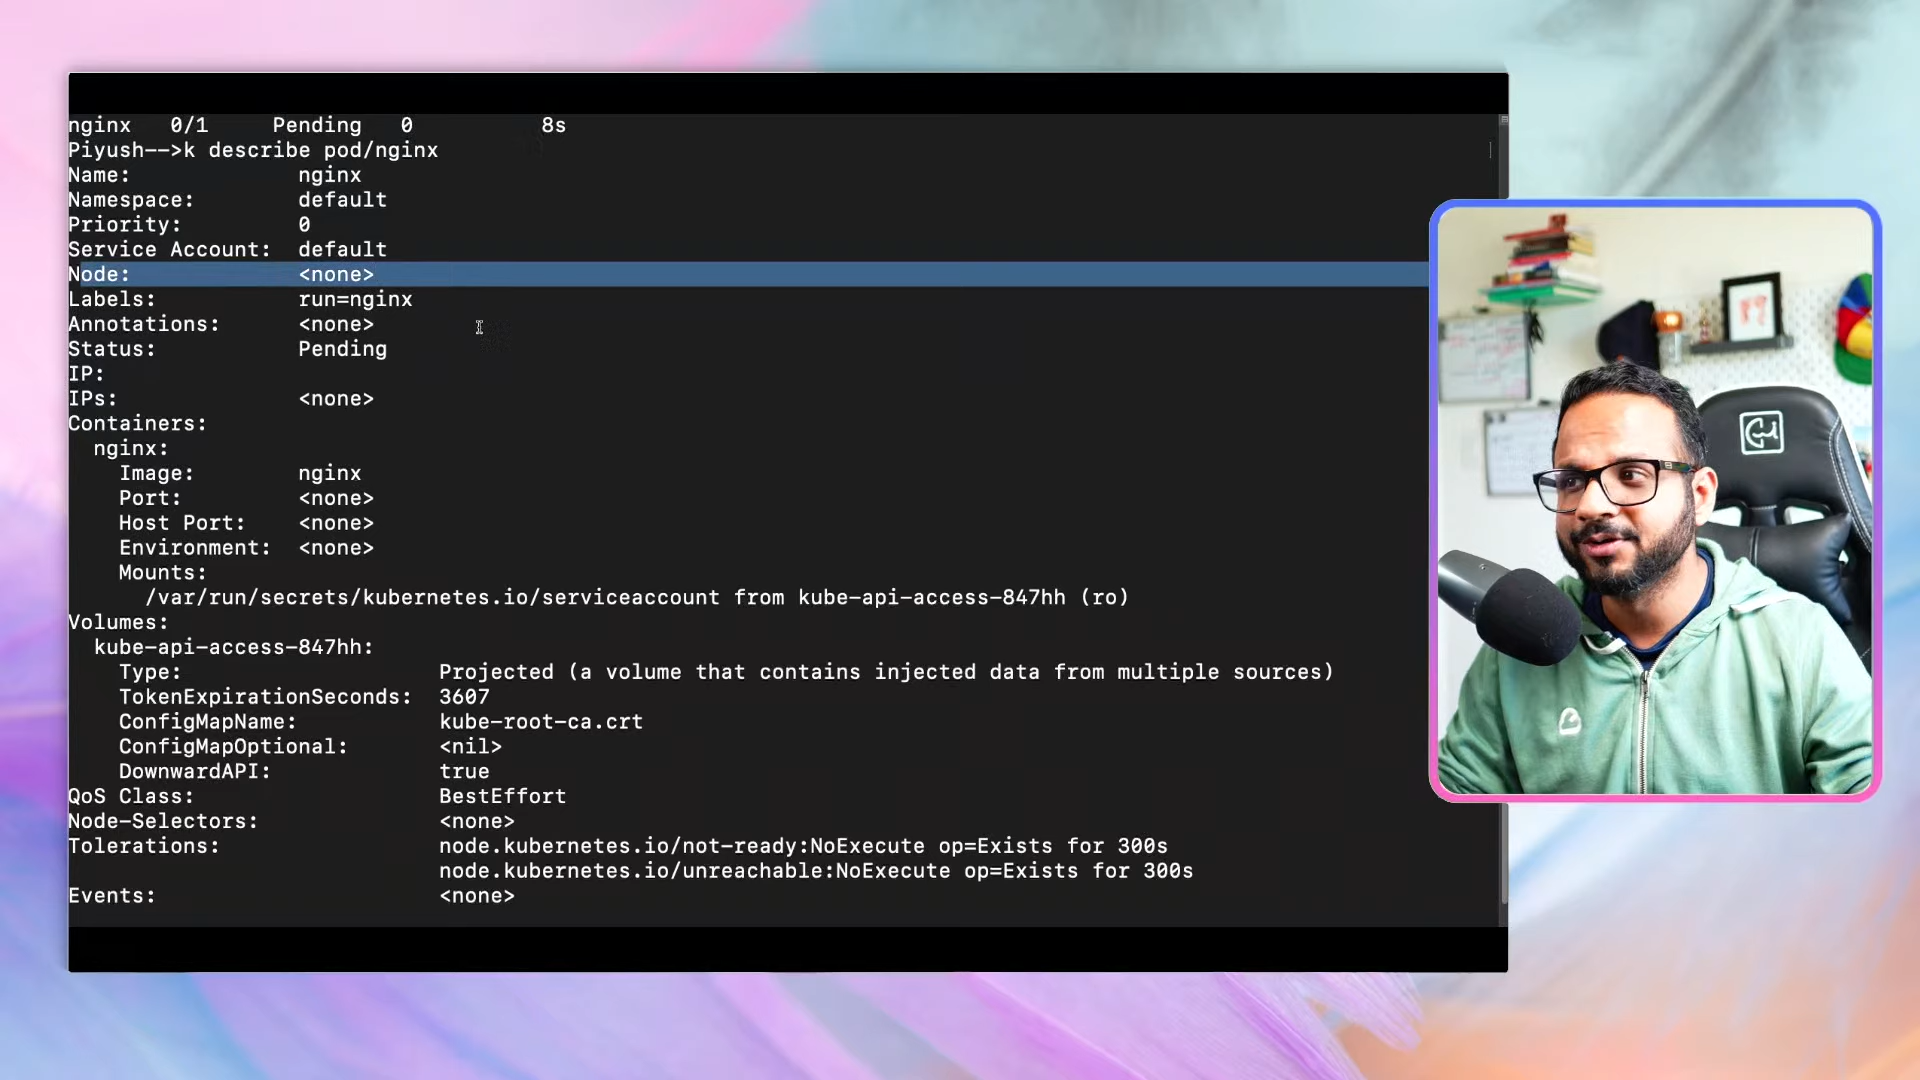 nginx   0/1     Pending   0          8s
Piyush-->k describe pod/nginx
Name:             nginx
Namespace:        default
Priority:         0
Service Account:  default
Node:             <none>
Labels:           run=nginx
Annotations:      <none>
Status:           Pending
IP:
IPs:              <none>
Containers:
  nginx:
    Image:        nginx
    Port:         <none>
    Host Port:    <none>
    Environment:  <none>
    Mounts:
      /var/run/secrets/kubernetes.io/serviceaccount from kube-api-access-847hh (ro)
Volumes:
  kube-api-access-847hh:
    Type:                    Projected (a volume that contains injected data from multiple sources)
    TokenExpirationSeconds:  3607
    ConfigMapName:           kube-root-ca.crt
    ConfigMapOptional:       <nil>
    DownwardAPI:             true
QoS Class:                   BestEffort
Node-Selectors:              <none>
Tolerations:                 node.kubernetes.io/not-ready:NoExecute op=Exists for 300s
                             node.kubernetes.io/unreachable:NoExecute op=Exists for 300s
Events:                      <none>